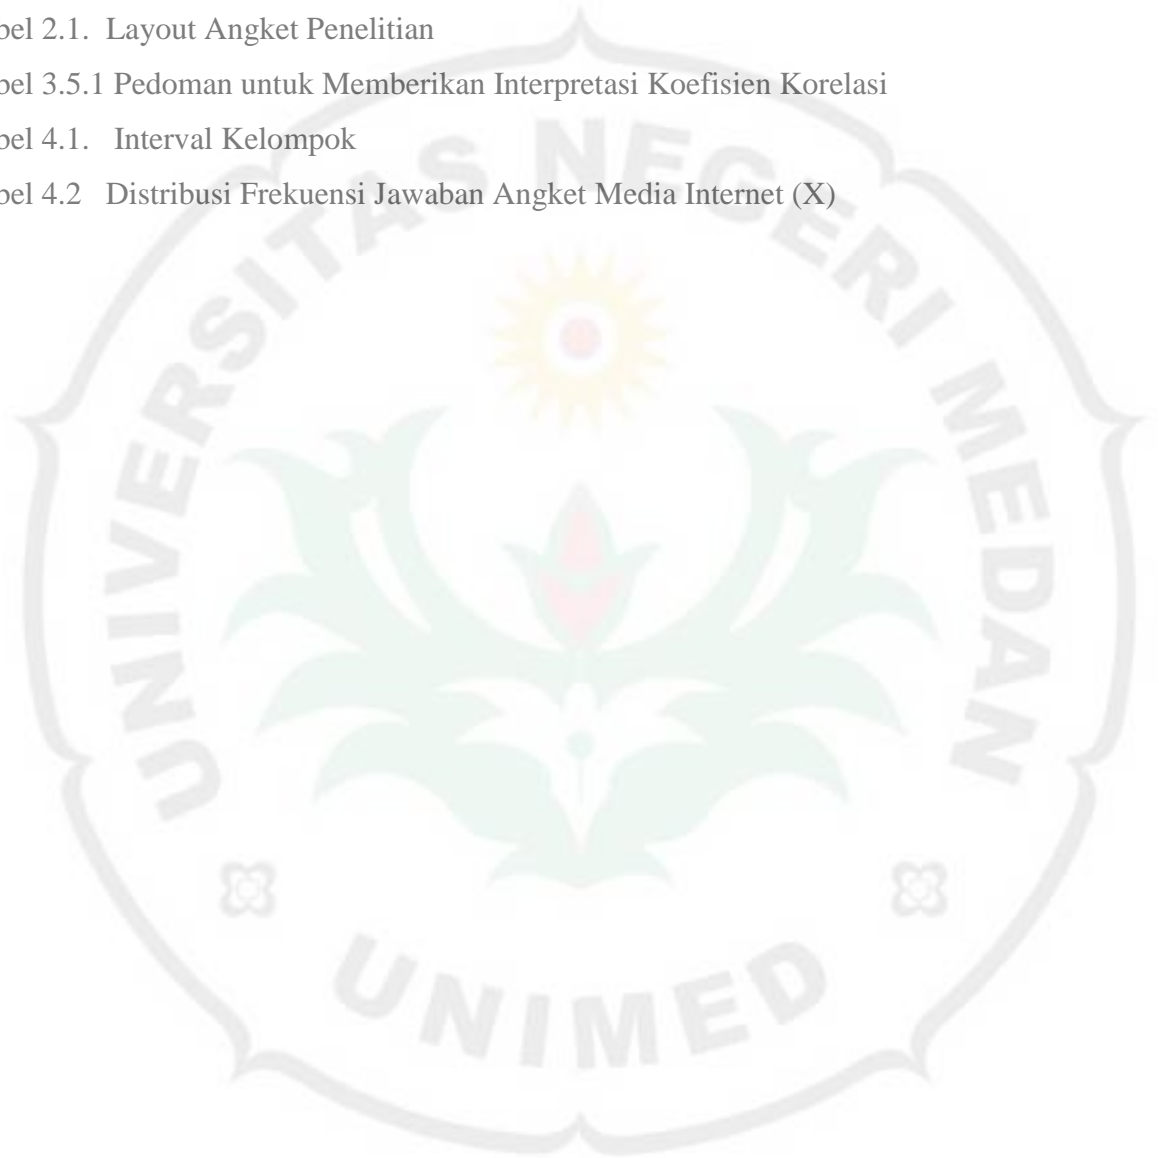 bel 2.1. Layout Angket Penelitian
bel 3.5.1 Pedoman untuk Memberikan Interpretasi Koefisien Korelasi
bel 4.1. Interval Kelompok
bel 4.2 Distribusi Frekuensi Jawaban Angket Media Internet (X)
UNIVERSITAS NEGERI MEDAN
UNIMED